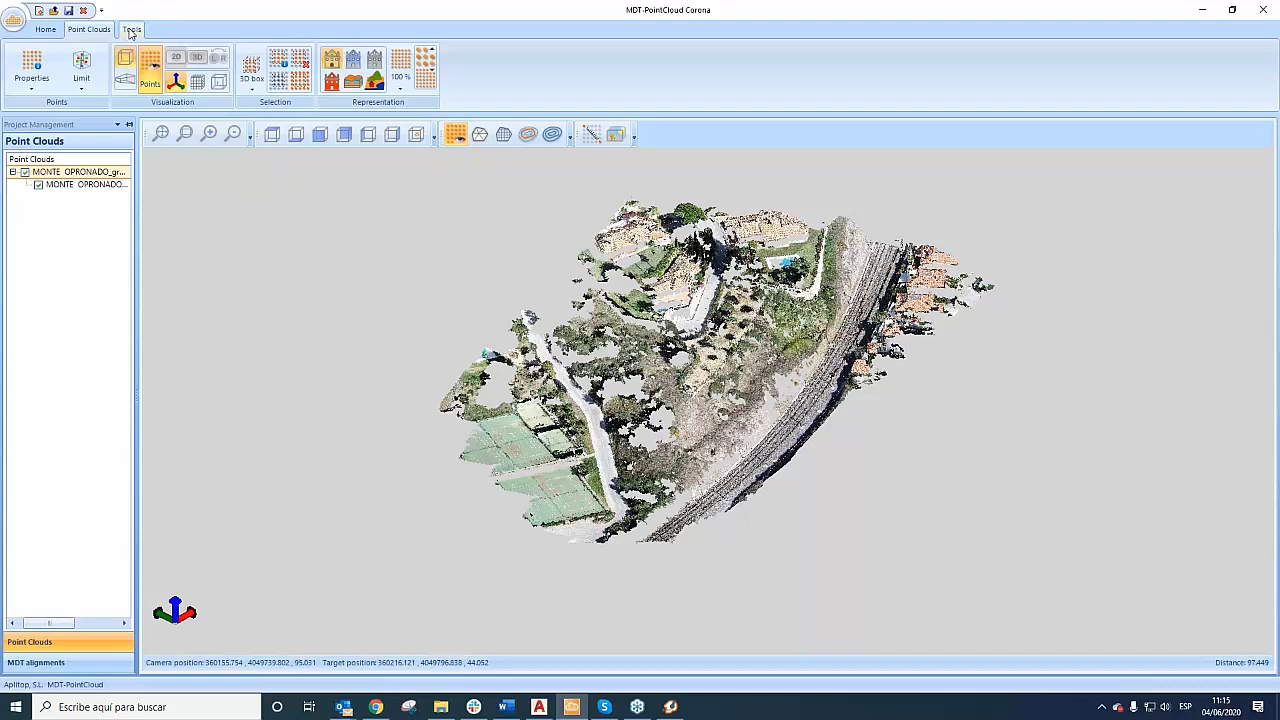 MDT-PointCloud Corona
Home
Point Clouds
Tools
Properties
Limit
Points
2D
3D
L R
3D box
100 %
Points
Visualization
Selection
Representation
Project Management
Point Clouds
Point Clouds
MONTE_OPRONADO_gr...
MONTE_OPRONADO...
Point Clouds
MDT alignments
Camera position: 360155.754 , 4049739.802 , 95.031 Target position: 360216.121 , 4049796.838 , 44.052
Distance: 97.449
Aplitop, S.L. MDT-PointCloud
Escribe aquí para buscar
ESP
11:15
04/06/2020